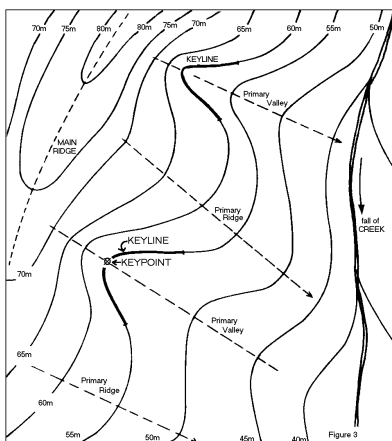 70m 75m 80m 80m 75m 70m 65m 60m 55m 50m
KEYLINE
Primary
Valley
MAIN
RIDGE
Primary
Ridge
fall of
CREEK
KEYLINE
KEYPOINT
70m
Primary
Valley
65m
Primary
Ridge
60m
55m 50m 45m 40m
Figure 3